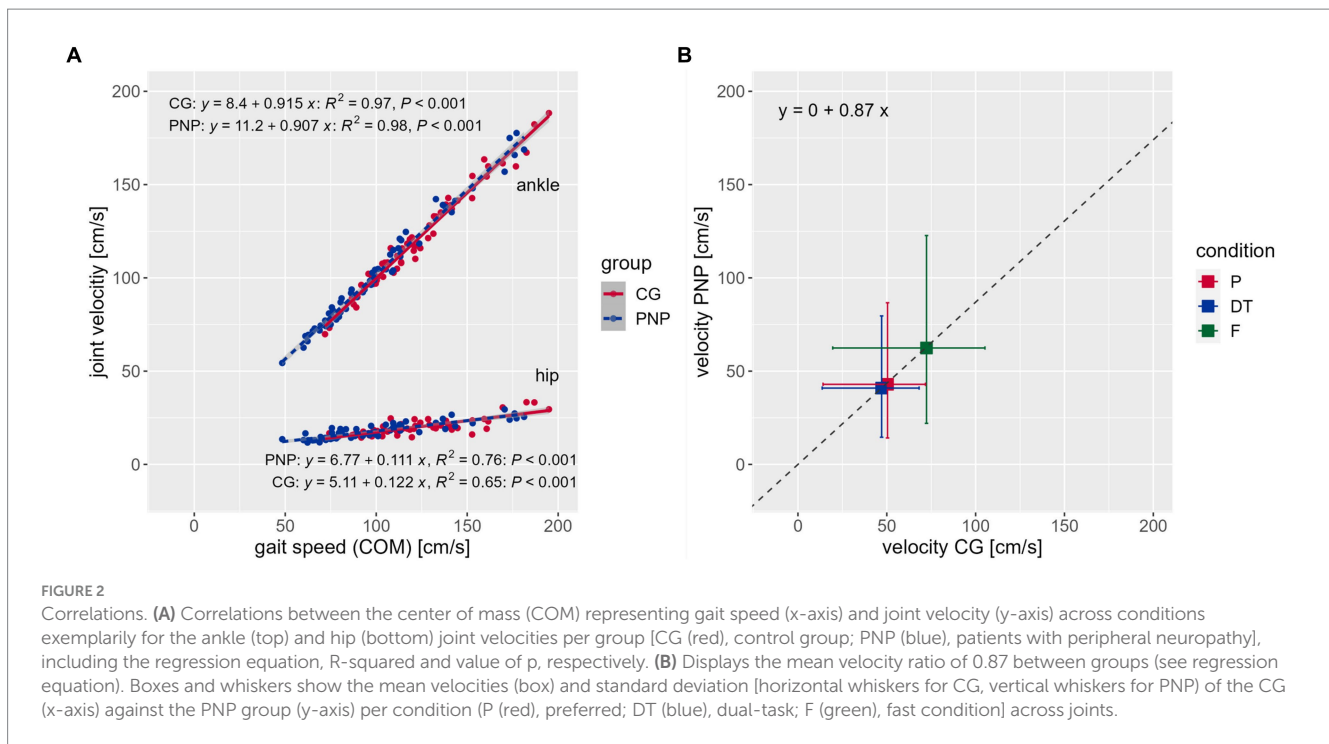 A
CG: y = 8.4 + 0.915 x: R² = 0.97, P < 0.001
PNP: y = 11.2 + 0.907 x: R² = 0.98, P < 0.001
200
150
100
50
0
joint velocitiy [cm/s]
ankle
hip
PNP: y = 6.77 + 0.111 x, R² = 0.76: P < 0.001
CG: y = 5.11 + 0.122 x, R² = 0.65: P < 0.001
0 50 100 150 200
gait speed (COM) [cm/s]
group
CG
PNP
B
y = 0 + 0.87 x
200
150
100
50
0
velocity PNP [cm/s]
0 50 100 150 200
velocity CG [cm/s]
condition
P
DT
F
FIGURE 2
Correlations. (A) Correlations between the center of mass (COM) representing gait speed (x-axis) and joint velocity (y-axis) across conditions
exemplarily for the ankle (top) and hip (bottom) joint velocities per group [CG (red), control group; PNP (blue), patients with peripheral neuropathy],
including the regression equation, R-squared and value of p, respectively. (B) Displays the mean velocity ratio of 0.87 between groups (see regression
equation). Boxes and whiskers show the mean velocities (box) and standard deviation [horizontal whiskers for CG, vertical whiskers for PNP) of the CG
(x-axis) against the PNP group (y-axis) per condition (P (red), preferred; DT (blue), dual-task; F (green), fast condition] across joints.